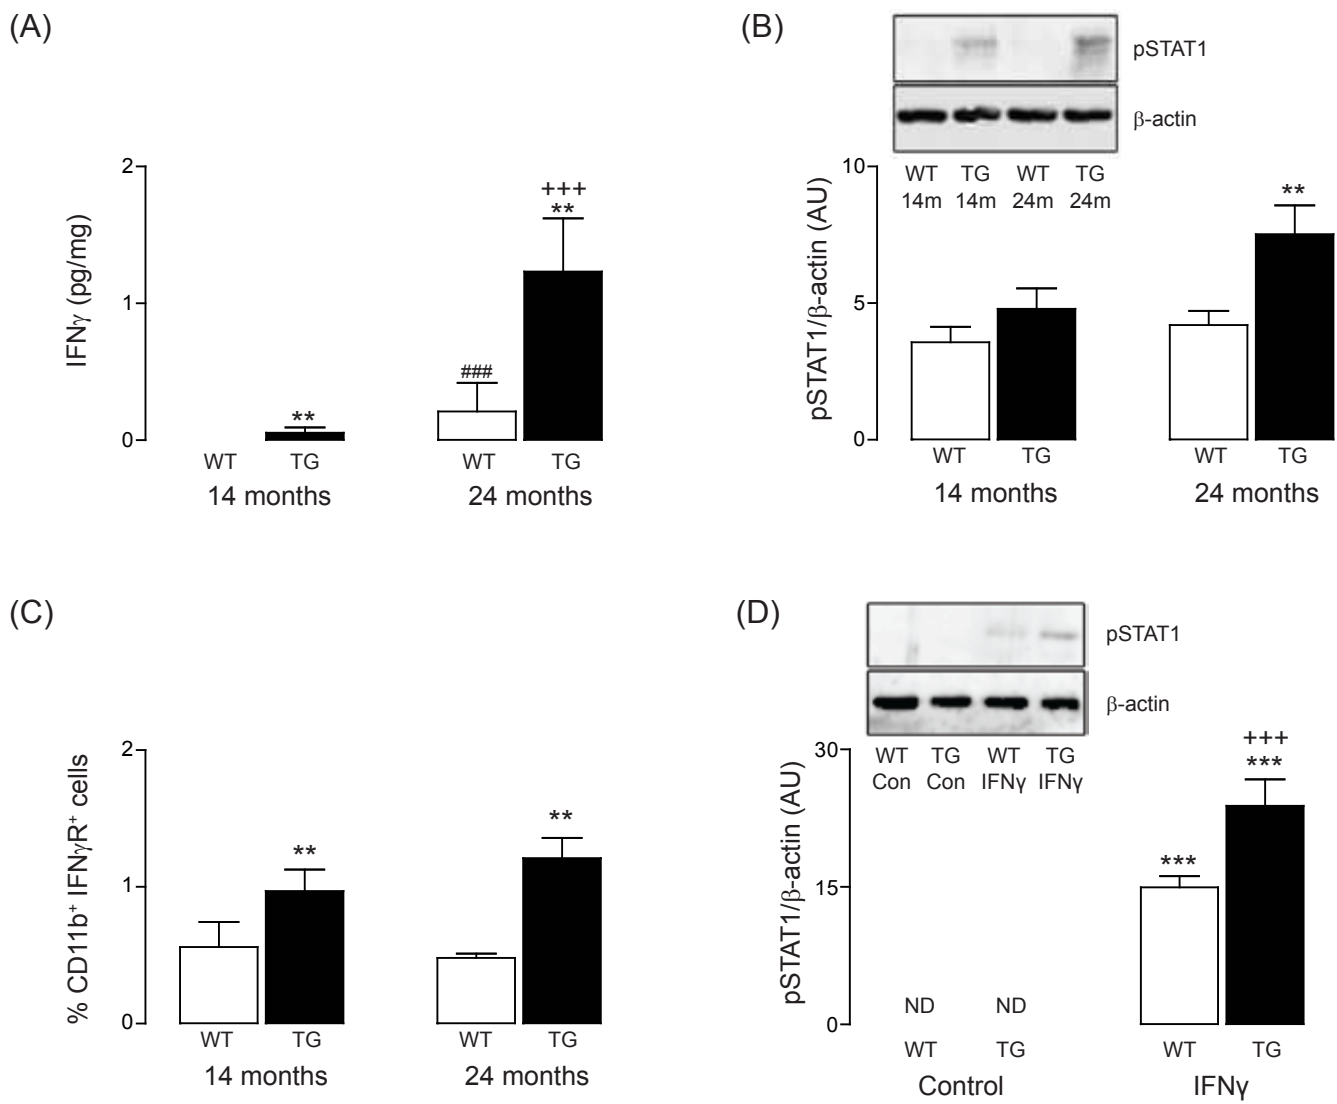 (A)
IFNγ (pg/mg)
2
1
0
**
###
+++
**
WT TG WT TG
14 months 24 months
(B)
pSTAT1
β-actin
WT TG WT TG
14m 14m 24m 24m
pSTAT1/β-actin (AU)
10
5
0
**
WT TG WT TG
14 months 24 months
(C)
% CD11b+ IFNγR+ cells
2
1
0
**
**
WT TG WT TG
14 months 24 months
(D)
pSTAT1
β-actin
WT TG WT TG
Con Con IFNγ IFNγ
pSTAT1/β-actin (AU)
30
15
0
ND ND
***
+++
***
WT TG WT TG
Control IFNγ